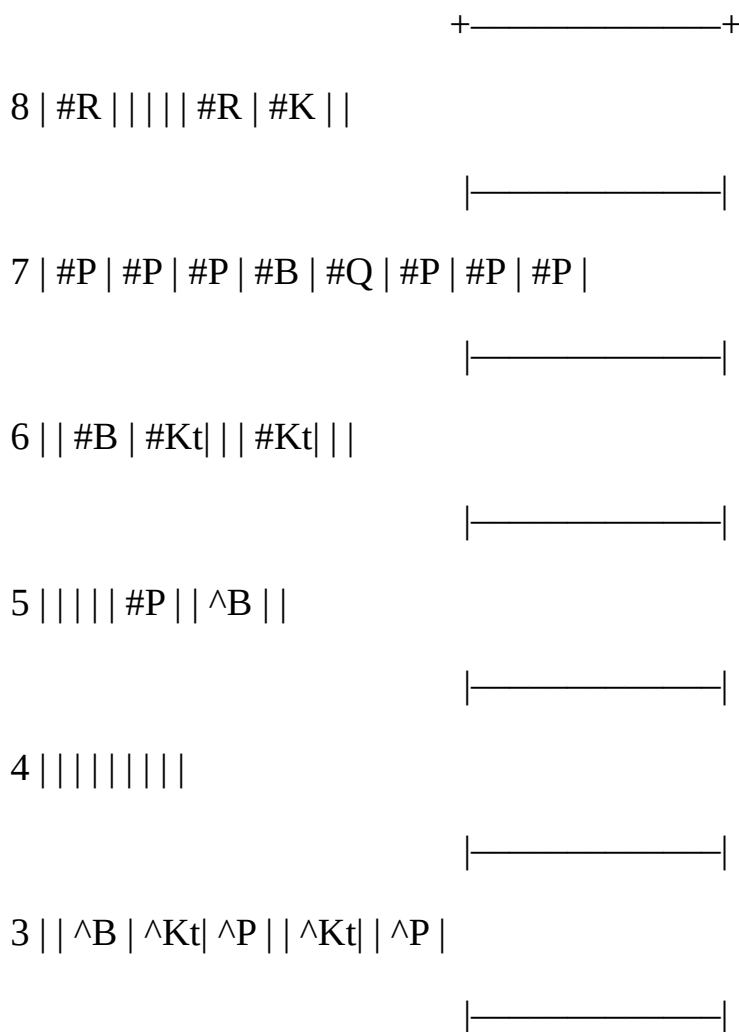 +———————+
8 | #R | | | | | #R | #K | |
|———————|
7 | #P | #P | #P | #B | #Q | #P | #P | #P |
|———————|
6 | | #B | #Kt| | | #Kt| | |
|———————|
5 | | | | | #P | | ^B | |
|———————|
4 | | | | | | | | |
|———————|
3 | | ^B | ^Kt| ^P | | ^Kt| | ^P |
|———————|